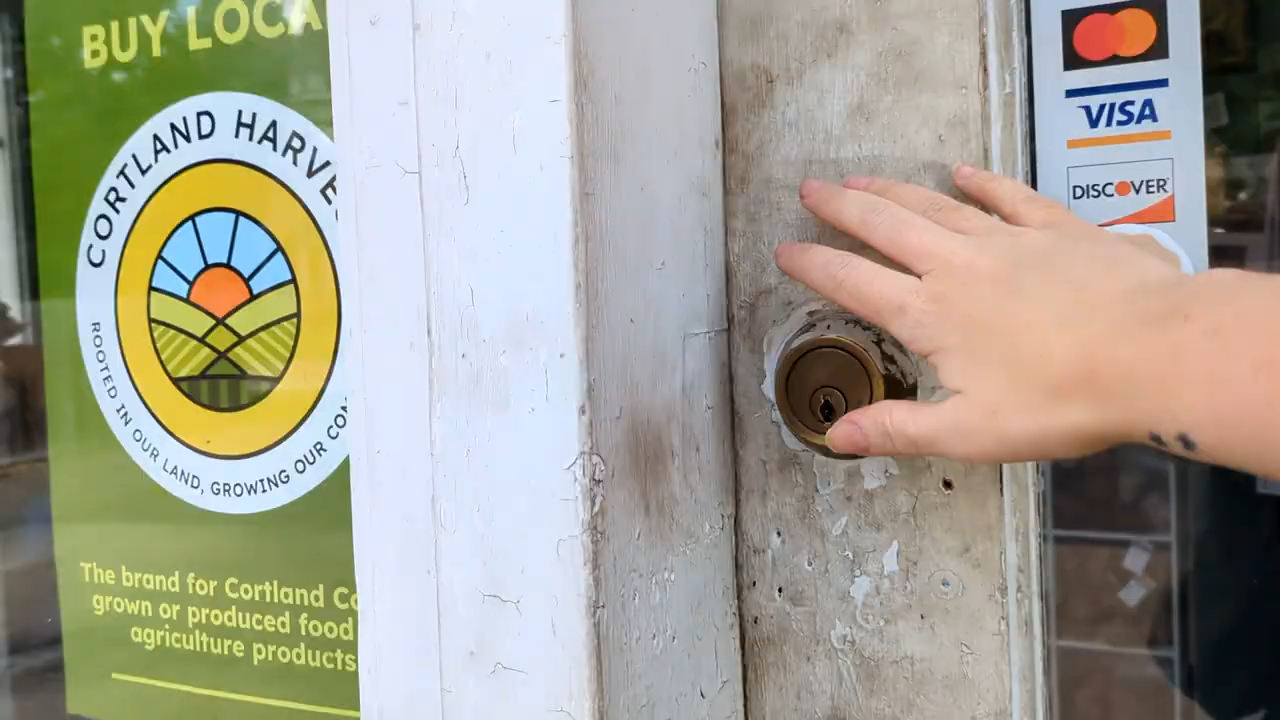 BUY LOCA
CORTLAND HARVE
ROOTED IN OUR LAND, GROWING OUR COM
The brand for Cortland Co
grown or produced food
agriculture products
VISA
DISCOVER